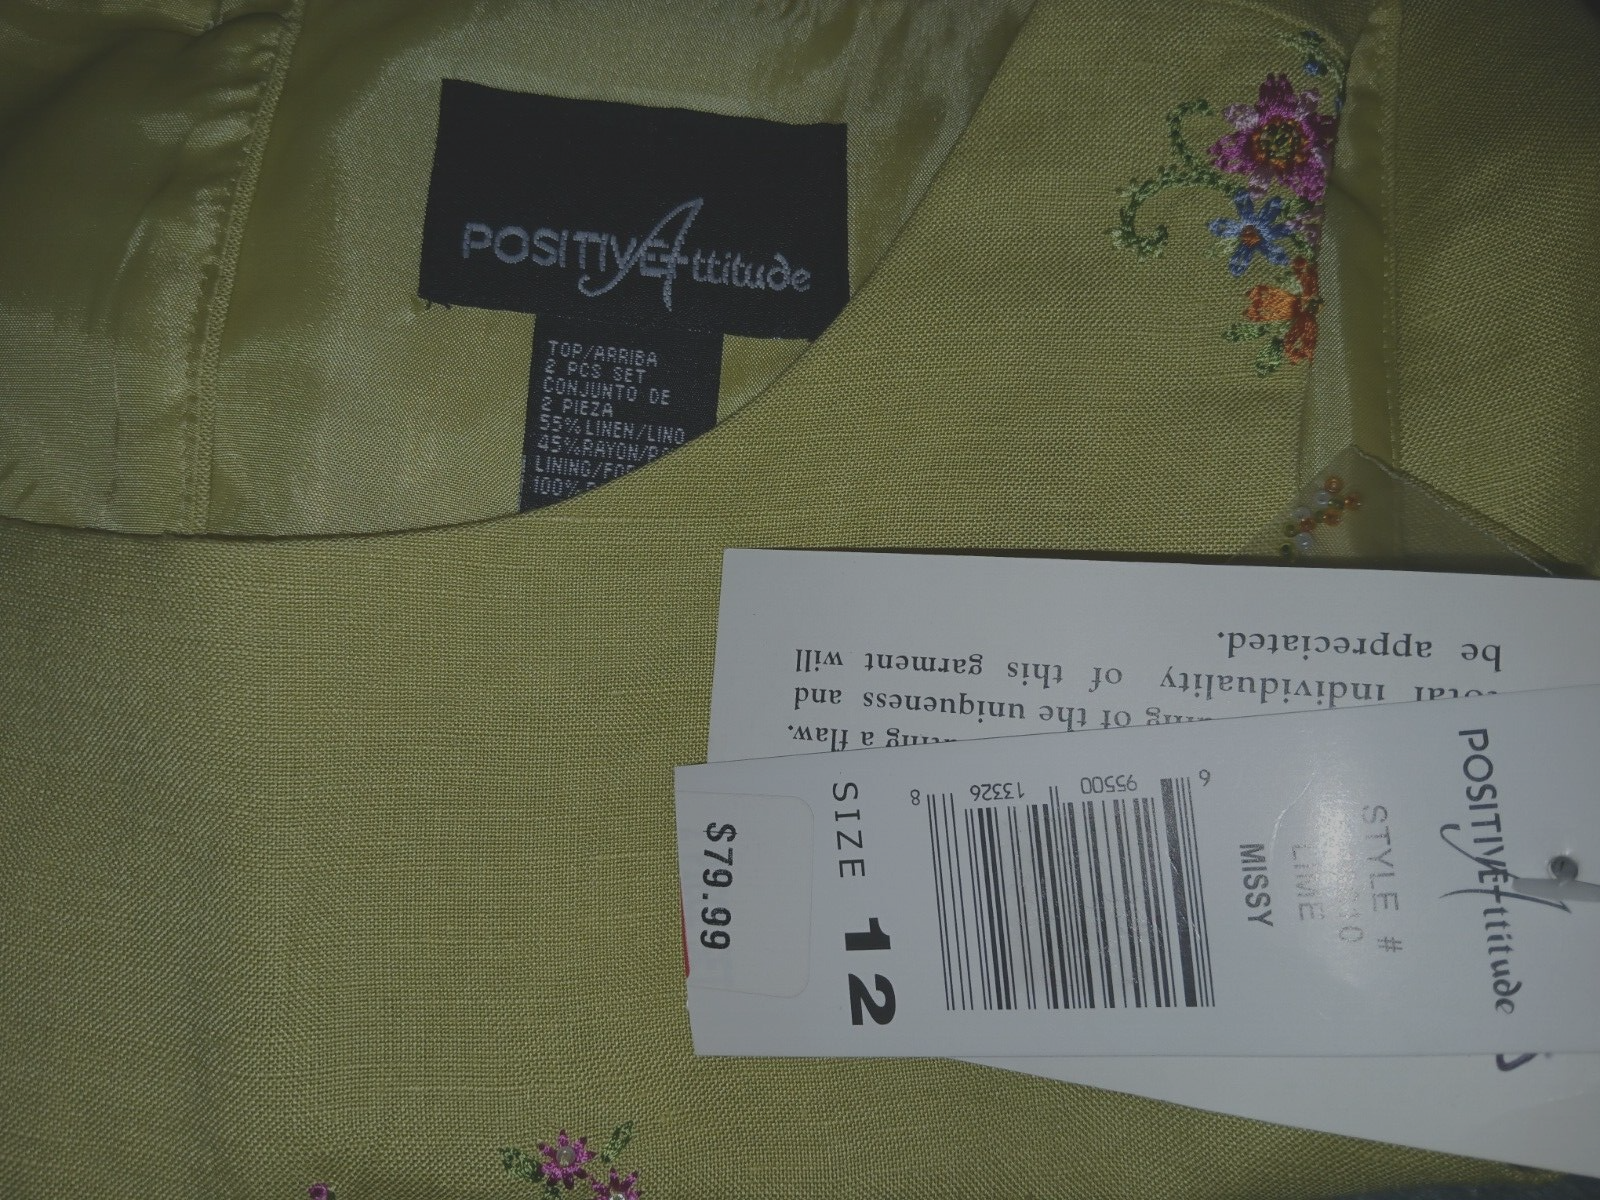 POSITIVE Attitude
TOP/ARRIBA
2 PCS SET
CONJUNTO DE
2 PIEZA
55% LINEN/LINO
45% RAYON/
LINING/
100%
a flaw.
of the uniqueness and
individuality of this garment will
be appreciated.
POSITIVE Attitude
STYLE #
LIME
MISSY
6 95500 13326 8
SIZE 12
$79.99